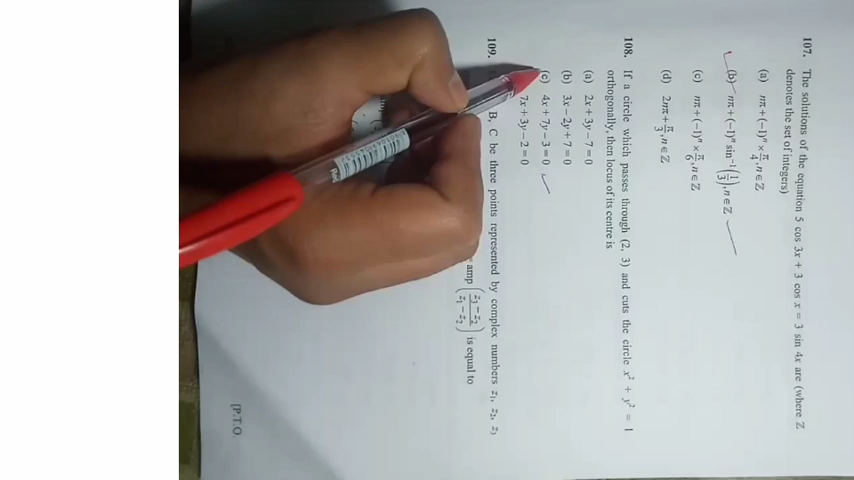 107. The solutions of the equation 5 cos 3x + 3 cos x = 3 sin 4x are (where ℤ
denotes the set of integers)
(a) nπ + (−1)ⁿ × π/4, n ∈ ℤ
(b) nπ + (−1)ⁿ sin⁻¹(1/3), n ∈ ℤ
(c) nπ + (−1)ⁿ × π/6, n ∈ ℤ
(d) 2nπ + π/3, n ∈ ℤ
108. If a circle which passes through (2, 3) and cuts the circle x² + y² = 1
orthogonally, then locus of its centre is
(a) 2x + 3y − 7 = 0
(b) 3x − 2y + 7 = 0
(c) 4x + 7y − 3 = 0
7x + 3y − 2 = 0
109. B, C be three points represented by complex numbers z₁, z₂, z₃
amp ((z₃ − z₂)/(z₁ − z₂)) is equal to
[P.T.O